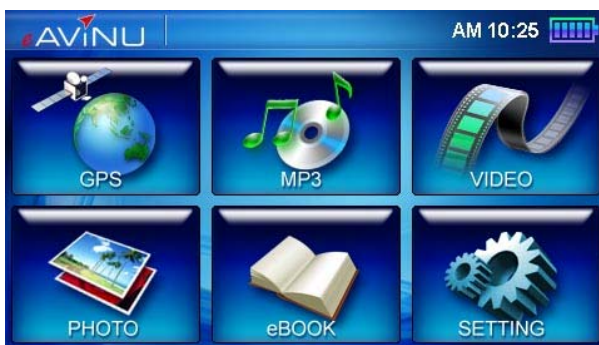 eAViNU
AM 10:25
GPS
MP3
VIDEO
PHOTO
eBOOK
SETTING